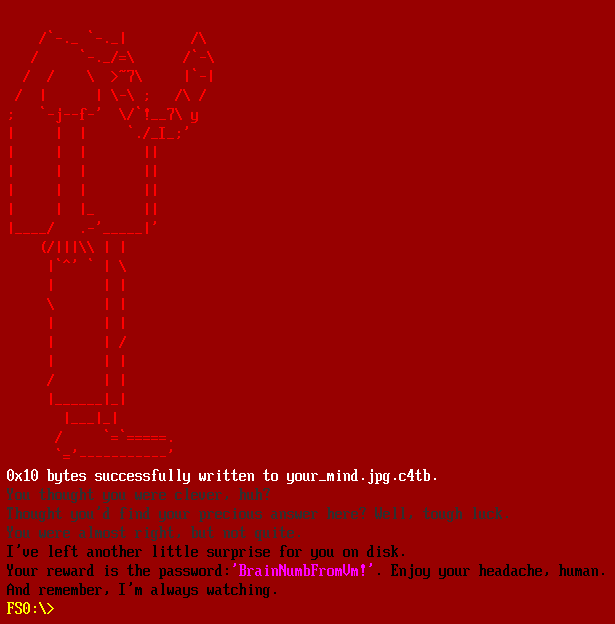 0x10 bytes successfully written to your_mind.jpg.c4tb.
You thought you were clever, huh?
Thought you'd find your precious answer here? Well, tough luck.
You were almost right, but not quite.
I've left another little surprise for you on disk.
Your reward is the password:'BrainNumbFromVm!'. Enjoy your headache, human.
And remember, I'm always watching.
FS0:\>